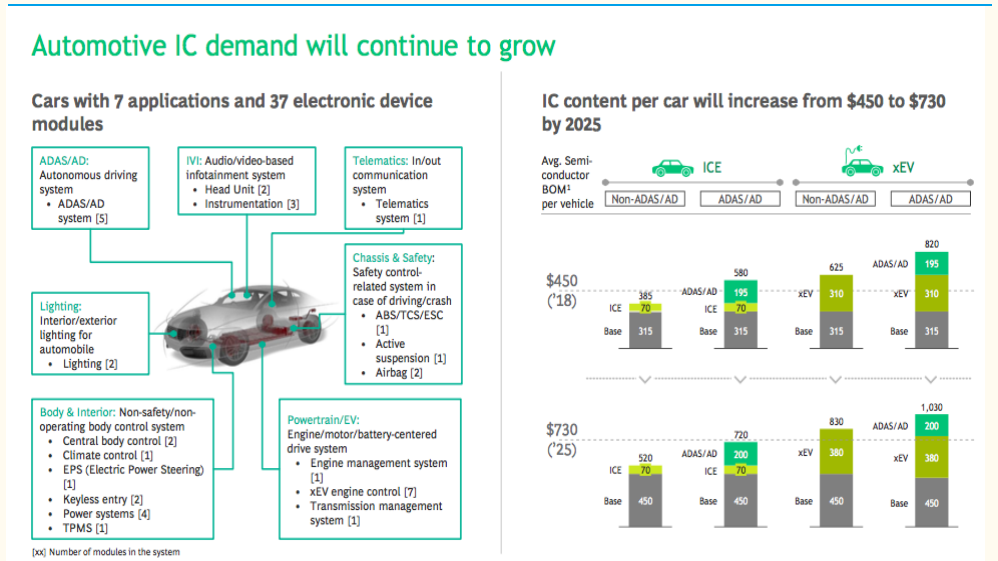 Automotive IC demand will continue to grow
Cars with 7 applications and 37 electronic device
modules
ADAS/AD:
Autonomous driving
system
• ADAS/AD
system [5]
IVI: Audio/video-based
infotainment system
• Head Unit [2]
• Instrumentation [3]
Telematics: In/out
communication
system
• Telematics
system [1]
Chassis & Safety:
Safety control-
related system in
case of driving/crash
• ABS/TCS/ESC
[1]
• Active
suspension [1]
• Airbag [2]
Lighting:
Interior/exterior
lighting for
automobile
• Lighting [2]
Body & Interior: Non-safety/non-
operating body control system
• Central body control [2]
• Climate control [1]
• EPS (Electric Power Steering)
[1]
• Keyless entry [2]
• Power systems [4]
• TPMS [1]
Powertrain/EV:
Engine/motor/battery-centered
drive system
• Engine management system
[1]
• xEV engine control [7]
• Transmission management
system [1]
[xx] Number of modules in the system
IC content per car will increase from $450 to $730
by 2025
Avg. Semi-
conductor
BOM¹
per vehicle
ICE
xEV
Non-ADAS/AD
ADAS/AD
Non-ADAS/AD
ADAS/AD
$450
('18)
385
ICE 70
Base 315
580
ADAS/AD 195
ICE 70
Base 315
625
xEV 310
Base 315
820
ADAS/AD 195
xEV 310
Base 315
$730
('25)
520
ICE 70
Base 450
720
ADAS/AD 200
ICE 70
Base 450
830
xEV 380
Base 450
1,030
ADAS/AD 200
xEV 380
Base 450